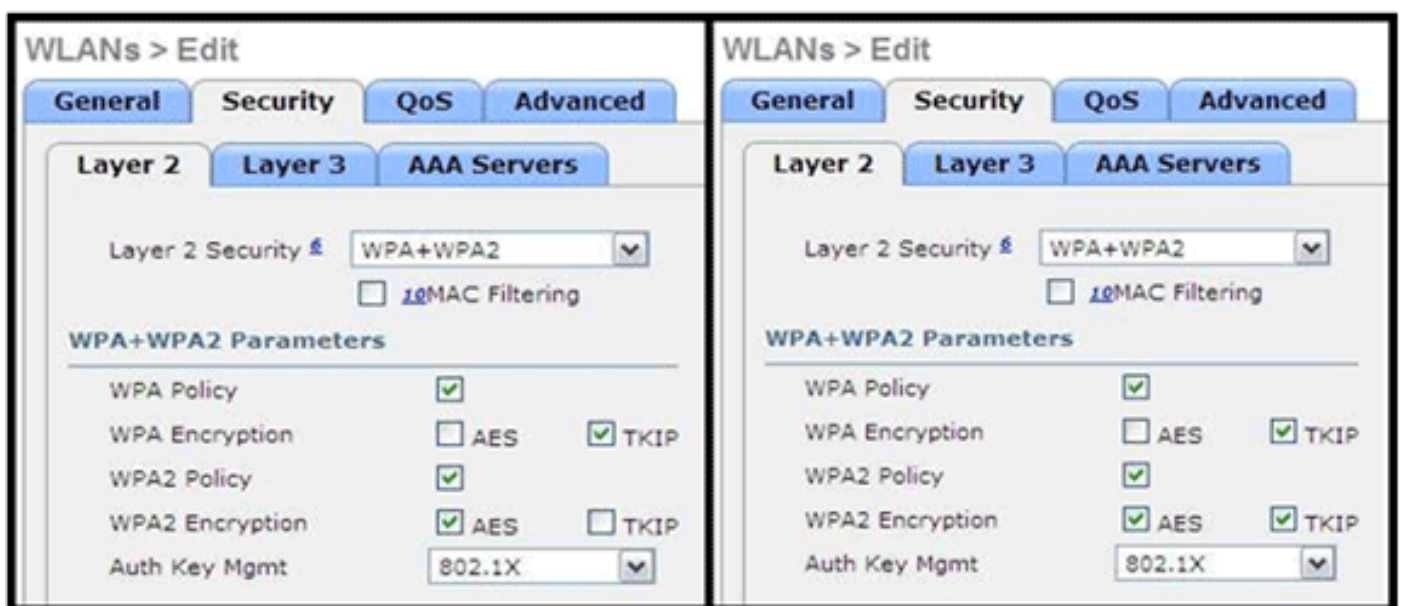 WLANs > Edit
General Security QoS Advanced
Layer 2 Layer 3 AAA Servers
Layer 2 Security 6 WPA+WPA2
10MAC Filtering
WPA+WPA2 Parameters
WPA Policy
WPA Encryption AES TKIP
WPA2 Policy
WPA2 Encryption AES TKIP
Auth Key Mgmt 802.1X
WLANs > Edit
General Security QoS Advanced
Layer 2 Layer 3 AAA Servers
Layer 2 Security 6 WPA+WPA2
10MAC Filtering
WPA+WPA2 Parameters
WPA Policy
WPA Encryption AES TKIP
WPA2 Policy
WPA2 Encryption AES TKIP
Auth Key Mgmt 802.1X